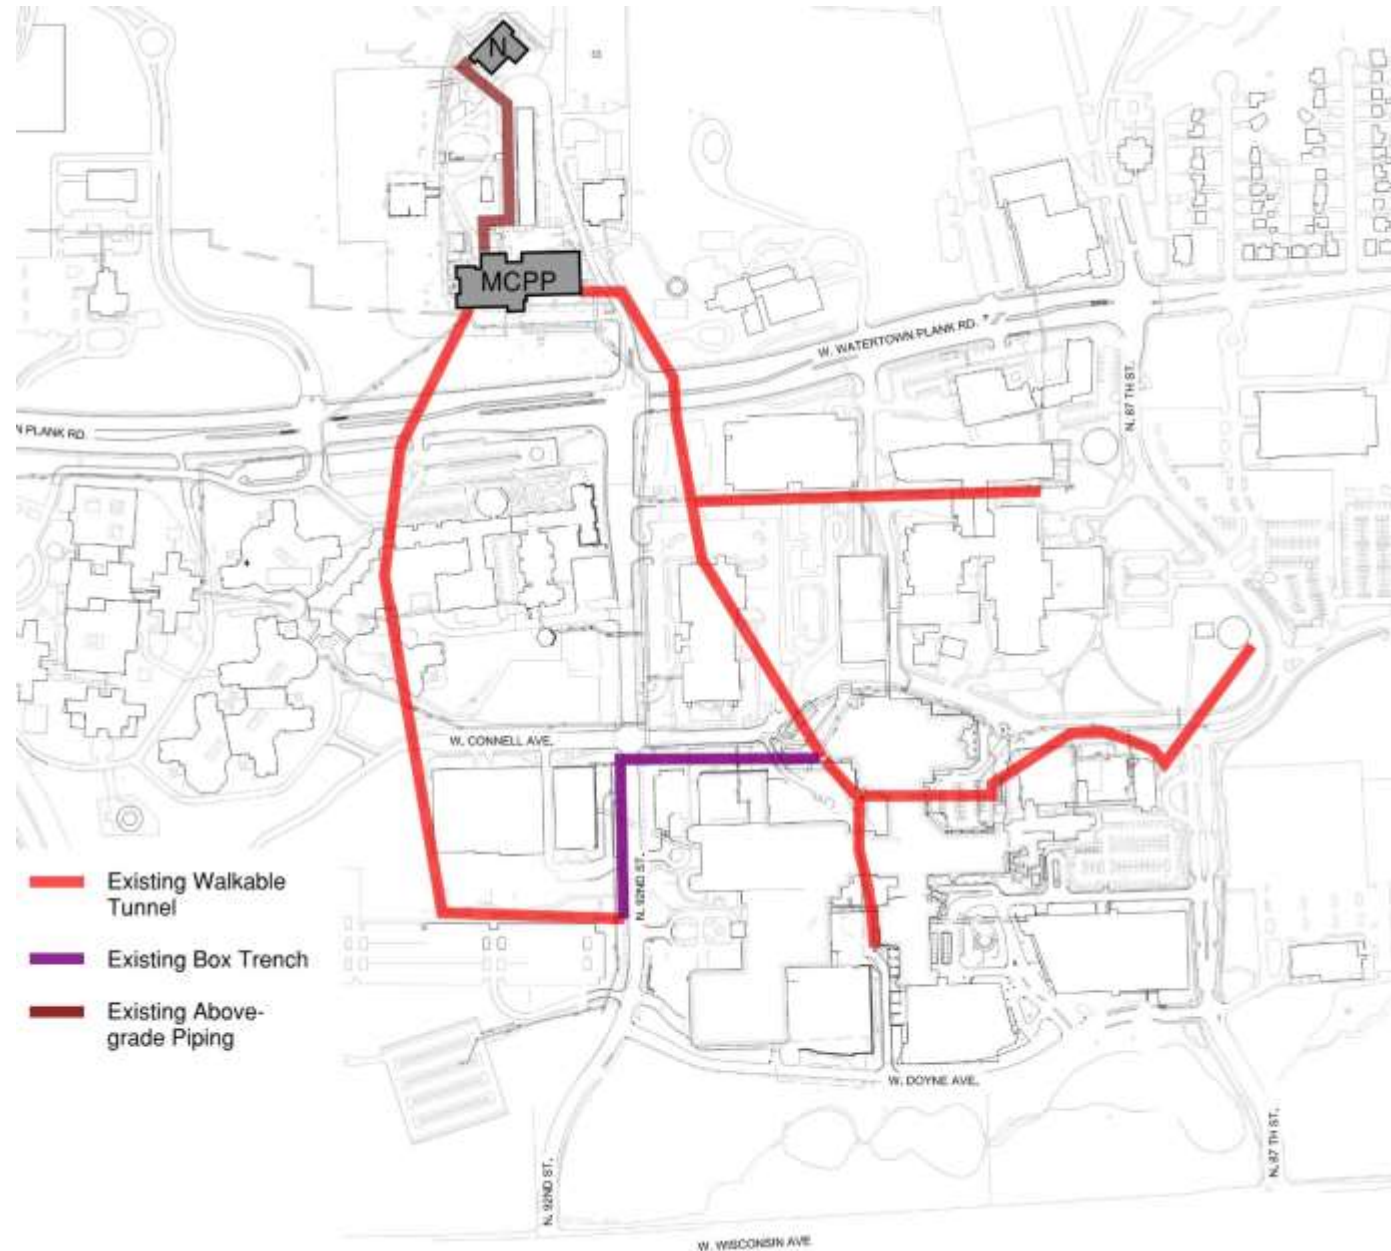 N
MCPP
W. WATERTOWN PLANK RD.
N. 87 TH ST.
N PLANK RD.
W. CONNELL AVE.
N. 92ND ST.
Existing Walkable
Tunnel
Existing Box Trench
Existing Above-
grade Piping
W. DOYNE AVE.
N. 92ND ST.
N. 87 TH ST.
W. WISCONSIN AVE